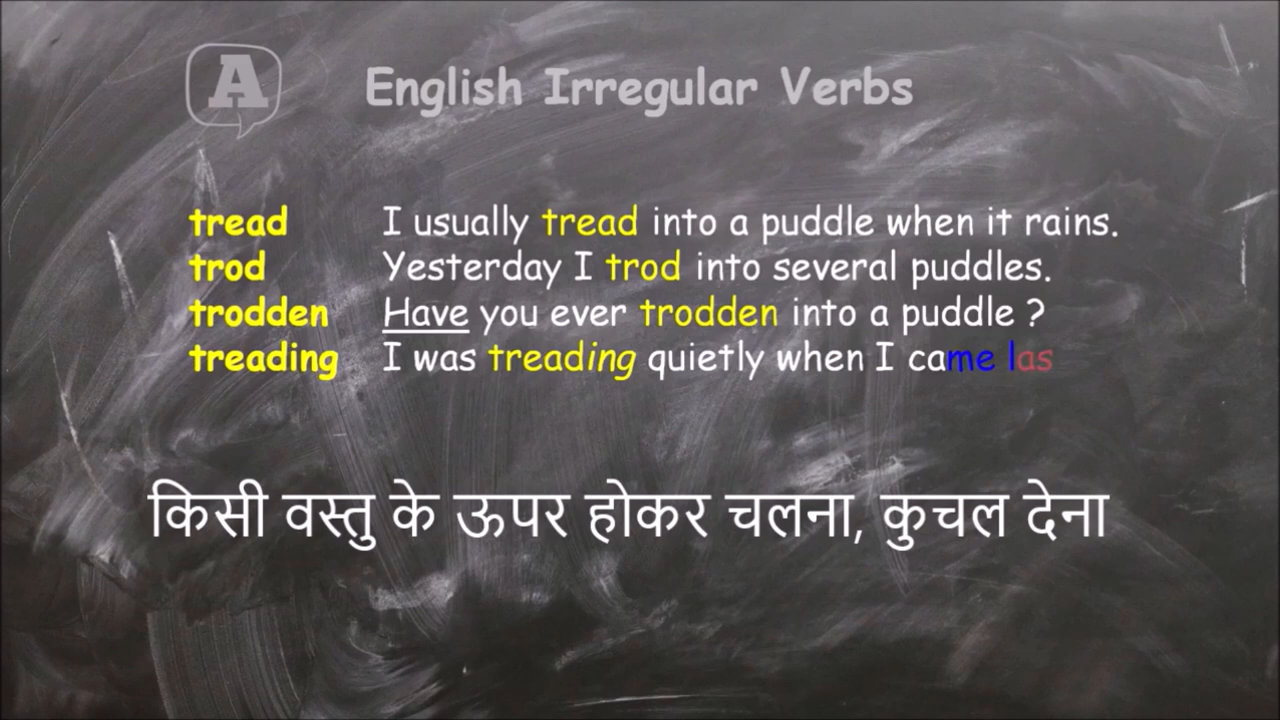 A
English Irregular Verbs
tread I usually tread into a puddle when it rains.
trod Yesterday I trod into several puddles.
trodden Have you ever trodden into a puddle ?
treading I was treading quietly when I came las
किसी वस्तु के ऊपर होकर चलना, कुचल देना